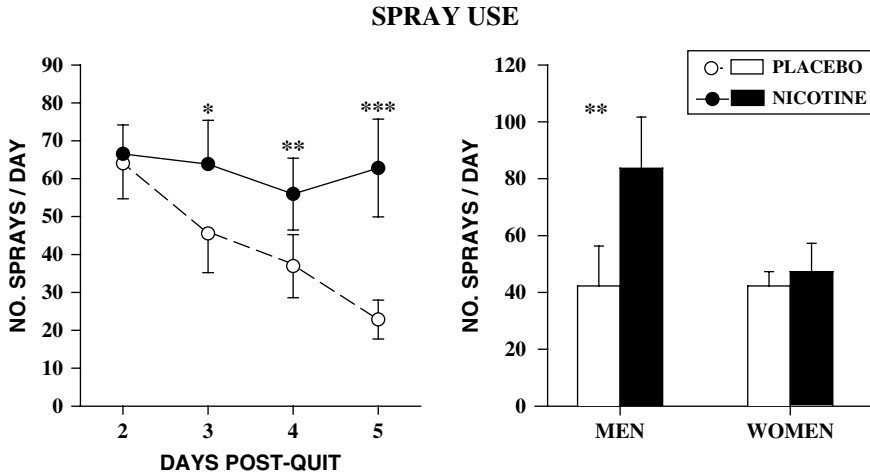 SPRAY USE
NO. SPRAYS / DAY
90
80
70
60
50
40
30
20
10
0
*
**
***
2 3 4 5
DAYS POST-QUIT
NO. SPRAYS / DAY
120
100
80
60
40
20
0
**
PLACEBO
NICOTINE
MEN WOMEN